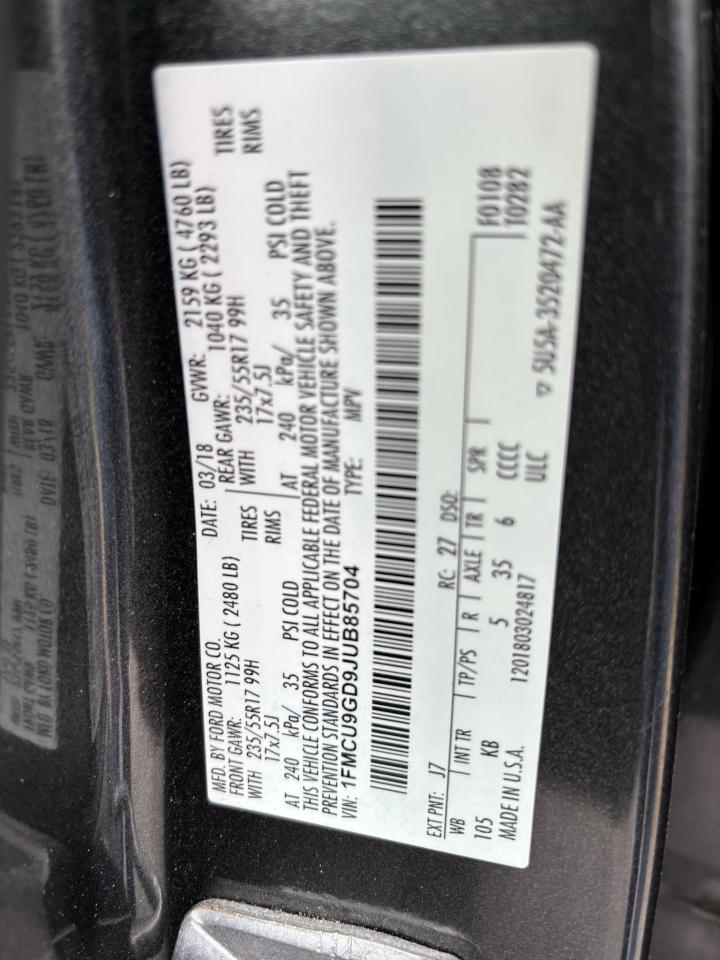 MFD. BY FORD MOTOR CO.
DATE: 03/18 GVWR: 2159 KG ( 4760 LB)
FRONT GAWR: 1125 KG ( 2480 LB) REAR GAWR: 1040 KG ( 2293 LB)
WITH 235/55R17 99H TIRES WITH 235/55R17 99H TIRES
17x7.5J RIMS 17x7.5J RIMS
AT 240 kPa/ 35 PSI COLD AT 240 kPa/ 35 PSI COLD
THIS VEHICLE CONFORMS TO ALL APPLICABLE FEDERAL MOTOR VEHICLE SAFETY AND THEFT
PREVENTION STANDARDS IN EFFECT ON THE DATE OF MANUFACTURE SHOWN ABOVE.
VIN: 1FMCU9GD9JUB85704 TYPE: MPV
EXT PNT: J7 RC: 27 DSO: F0108
WB INT TR TP/PS R AXLE TR SPR T0282
105 KB 5 35 6 CCCC
MADE IN U.S.A. 1201803024817 ULC ▽ 5U5A-3520472-AA